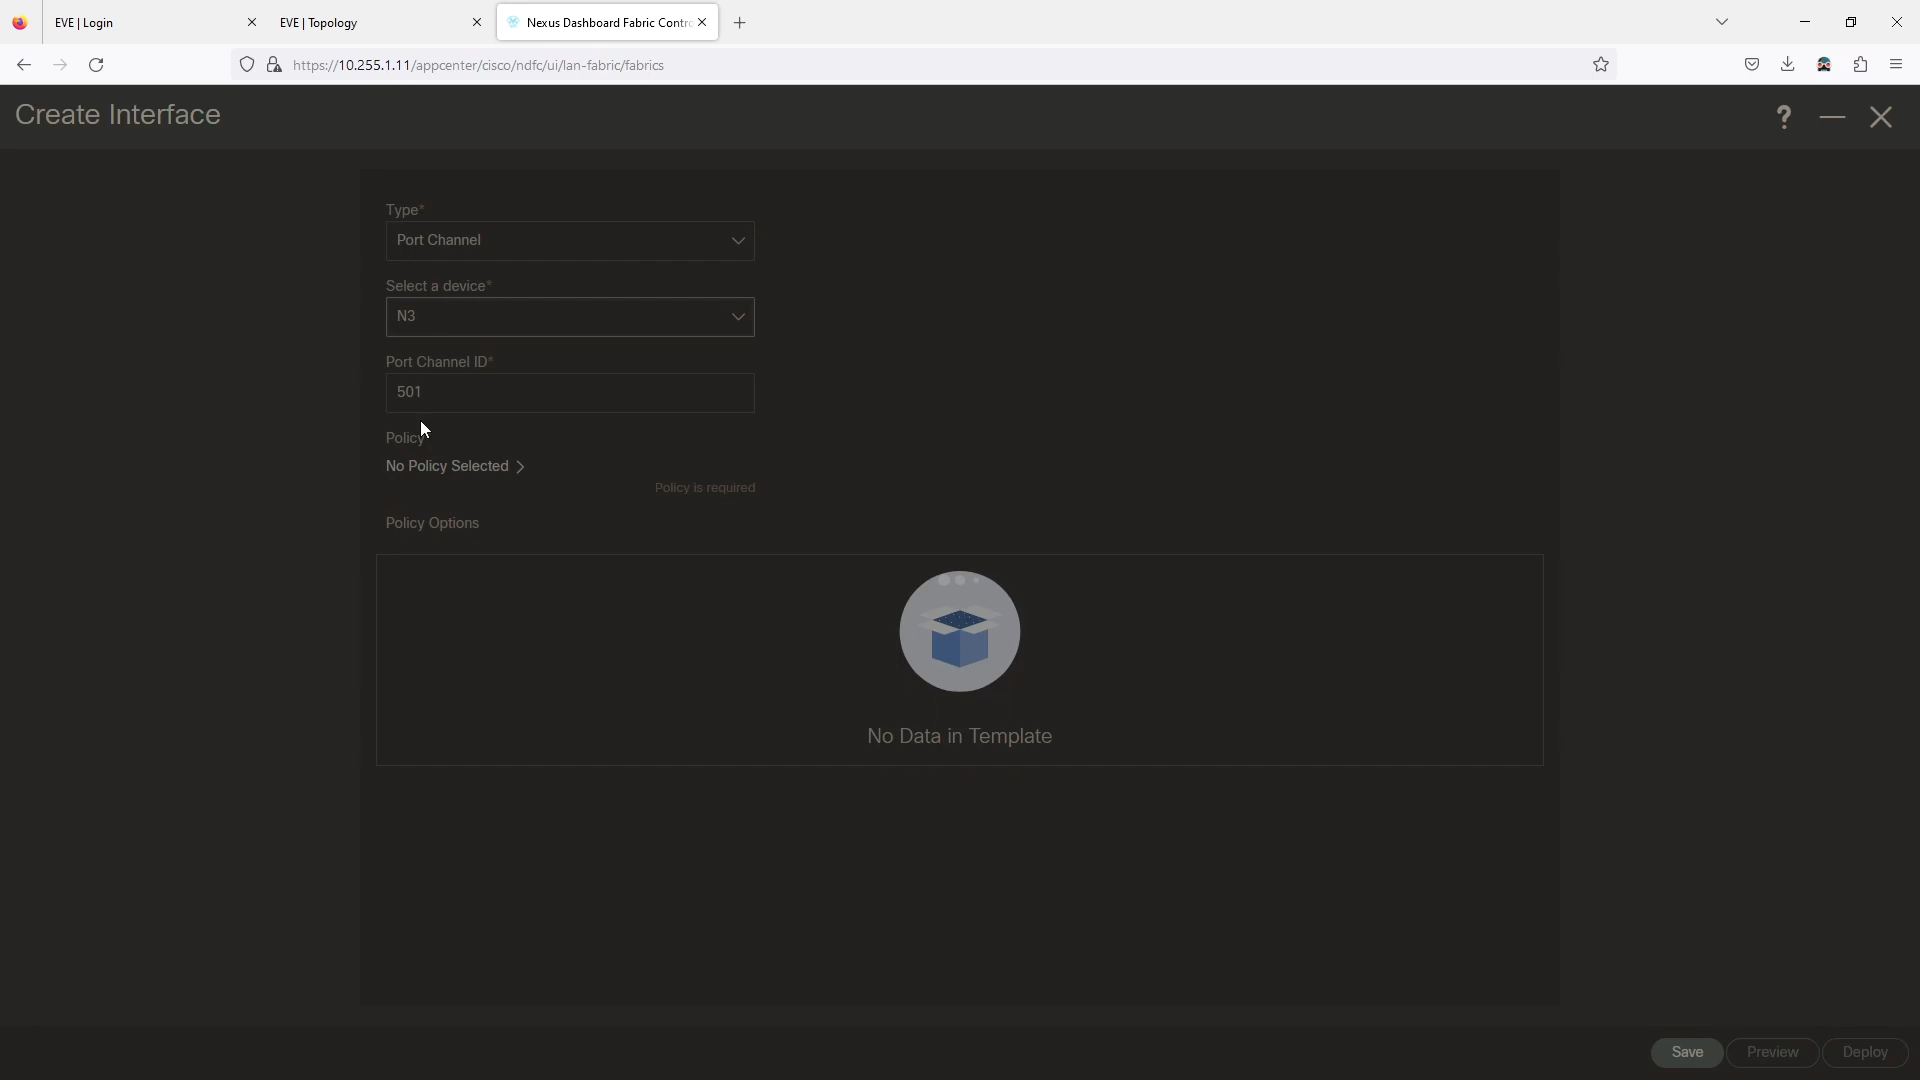 EVE | Login
EVE | Topology
Nexus Dashboard Fabric Contr
https://10.255.1.11/appcenter/cisco/ndfc/ui/lan-fabric/fabrics
Create Interface
?
Type*
Port Channel
Select a device*
N3
Port Channel ID*
501
Policy
No Policy Selected >
Policy is required
Policy Options
No Data in Template
Save
Preview
Deploy